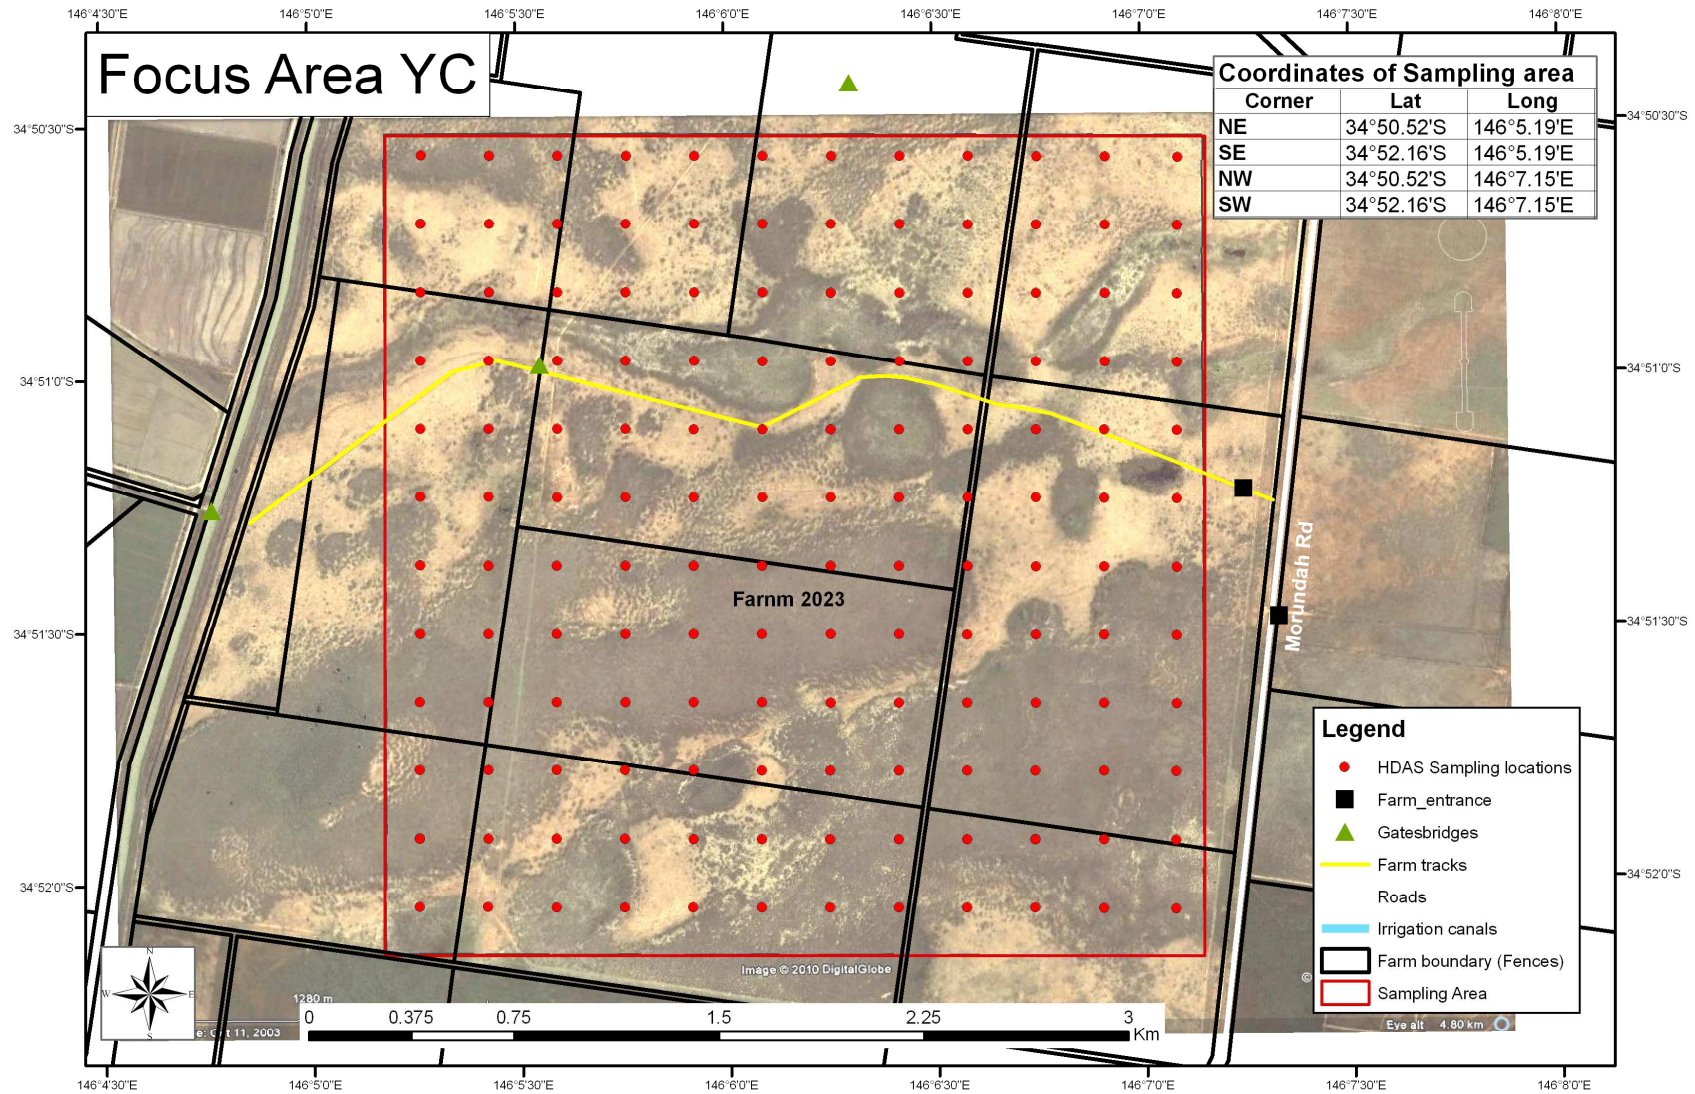 146°4'30"E 146°5'0"E 146°5'30"E 146°6'0"E 146°6'30"E 146°7'0"E 146°7'30"E 146°8'0"E
Focus Area YC
Coordinates of Sampling area
Corner Lat Long
NE 34°50.52'S 146°5.19'E
SE 34°52.16'S 146°5.19'E
NW 34°50.52'S 146°7.15'E
SW 34°52.16'S 146°7.15'E
34°50'30"S 34°50'30"S
34°51'0"S 34°51'0"S
Farnm 2023
Morundah Rd
34°51'30"S 34°51'30"S
Legend
HDAS Sampling locations
Farm_entrance
Gatesbridges
Farm tracks
Roads
Irrigation canals
Farm boundary (Fences)
Sampling Area
34°52'0"S 34°52'0"S
N
W E
S
Image © 2010 DigitalGlobe
©
1280 m
0 0.375 0.75 1.5 2.25 3
Km
11, 2003
Eye alt 4.80 km
146°4'30"E 146°5'0"E 146°5'30"E 146°6'0"E 146°6'30"E 146°7'0"E 146°7'30"E 146°8'0"E